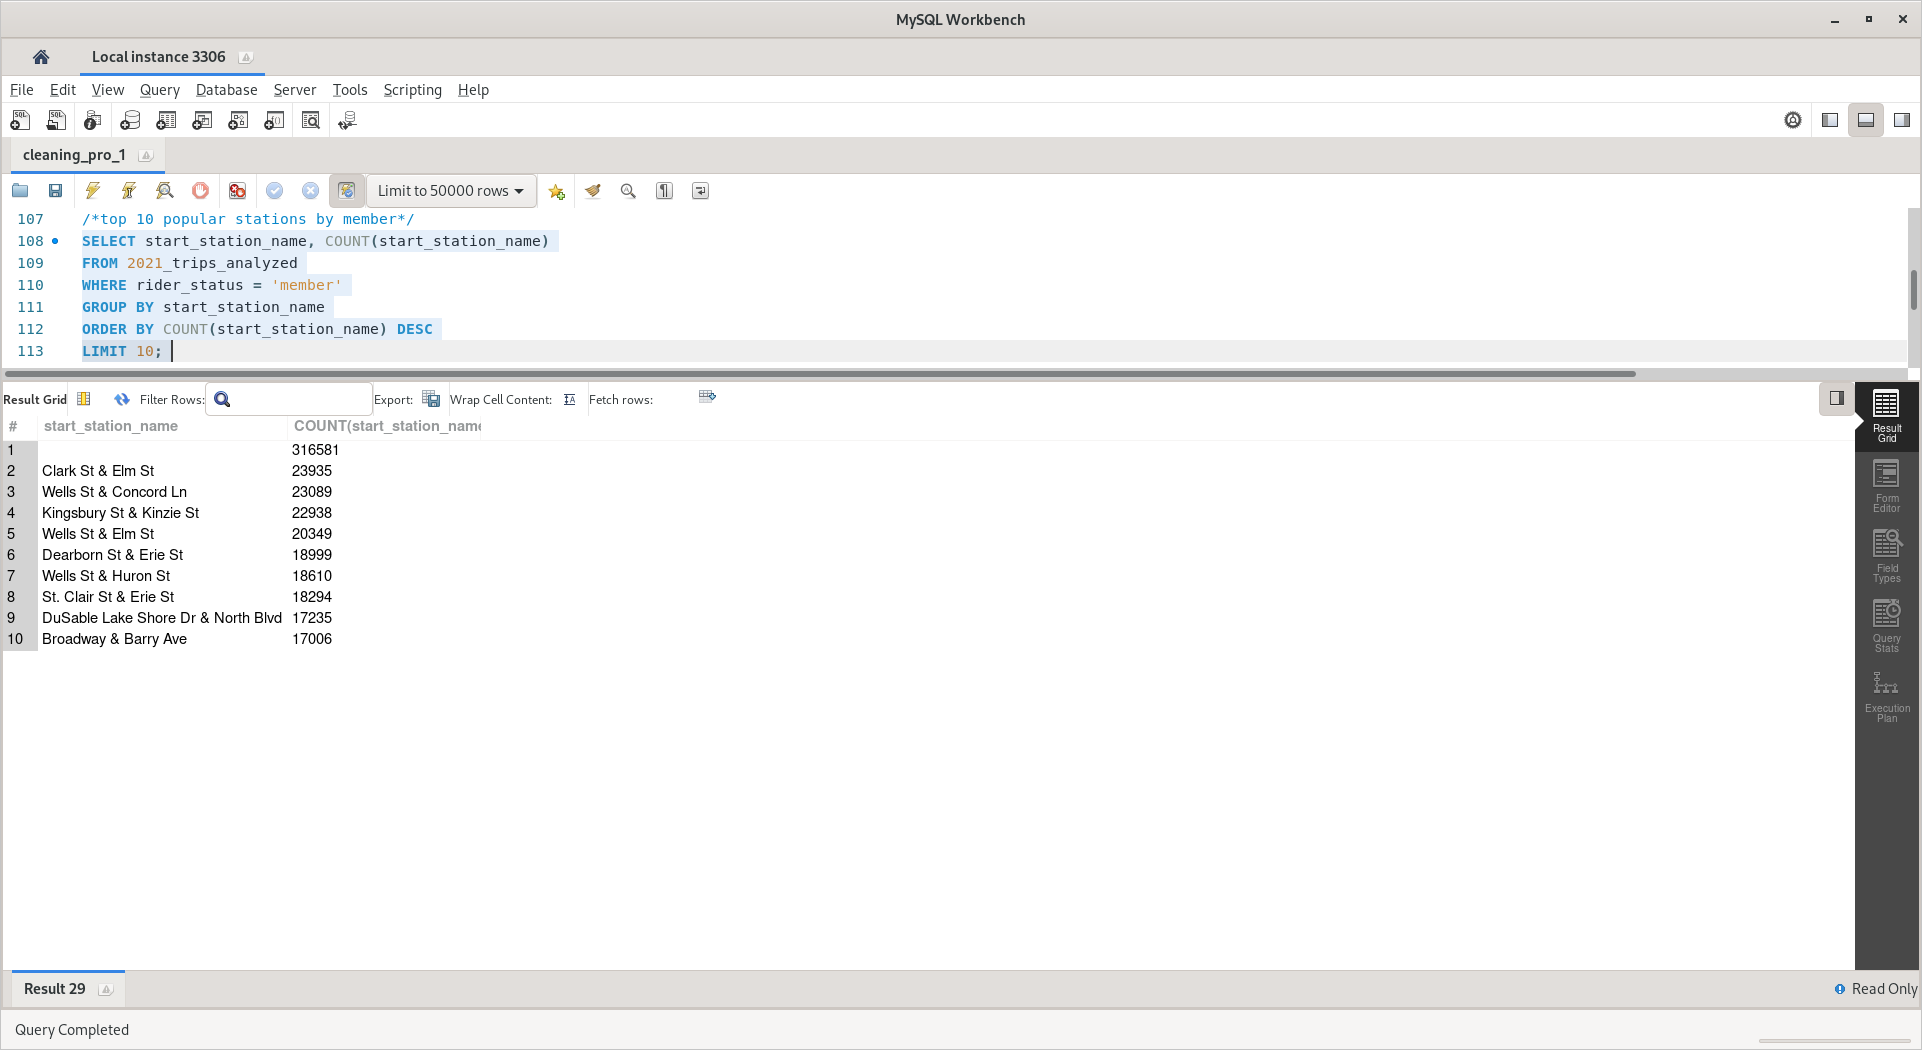 MySQL Workbench
Local instance 3306
File Edit View Query Database Server Tools Scripting Help
cleaning_pro_1
Limit to 50000 rows
107 /*top 10 popular stations by member*/
108 SELECT start_station_name, COUNT(start_station_name)
109 FROM 2021_trips_analyzed
110 WHERE rider_status = 'member'
111 GROUP BY start_station_name
112 ORDER BY COUNT(start_station_name) DESC
113 LIMIT 10;
Result Grid Filter Rows: Export: Wrap Cell Content: Fetch rows:
# start_station_name COUNT(start_station_name
1 316581
2 Clark St & Elm St 23935
3 Wells St & Concord Ln 23089
4 Kingsbury St & Kinzie St 22938
5 Wells St & Elm St 20349
6 Dearborn St & Erie St 18999
7 Wells St & Huron St 18610
8 St. Clair St & Erie St 18294
9 DuSable Lake Shore Dr & North Blvd 17235
10 Broadway & Barry Ave 17006
Result
Grid
Form
Editor
Field
Types
Query
Stats
Execution
Plan
Result 29
Read Only
Query Completed